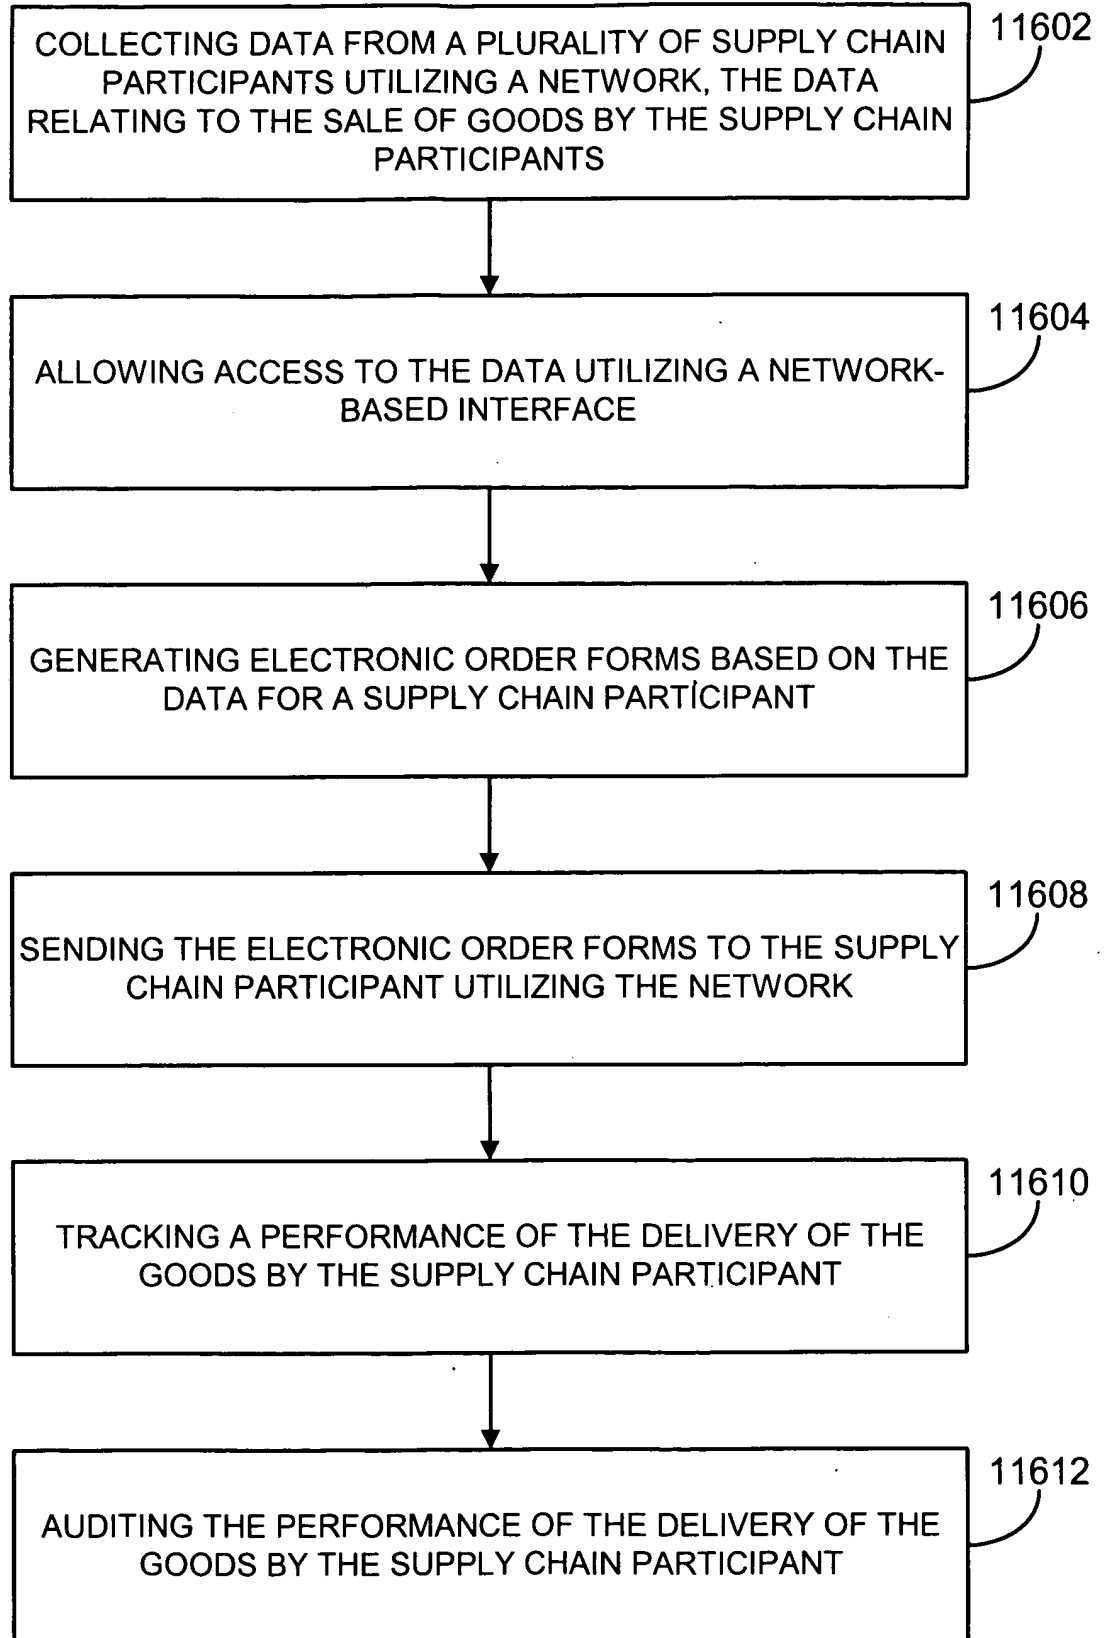 COLLECTING DATA FROM A PLURALITY OF SUPPLY CHAIN
PARTICIPANTS UTILIZING A NETWORK, THE DATA
RELATING TO THE SALE OF GOODS BY THE SUPPLY CHAIN
PARTICIPANTS
11602
ALLOWING ACCESS TO THE DATA UTILIZING A NETWORK-
BASED INTERFACE
11604
GENERATING ELECTRONIC ORDER FORMS BASED ON THE
DATA FOR A SUPPLY CHAIN PARTICIPANT
11606
SENDING THE ELECTRONIC ORDER FORMS TO THE SUPPLY
CHAIN PARTICIPANT UTILIZING THE NETWORK
11608
TRACKING A PERFORMANCE OF THE DELIVERY OF THE
GOODS BY THE SUPPLY CHAIN PARTICIPANT
11610
AUDITING THE PERFORMANCE OF THE DELIVERY OF THE
GOODS BY THE SUPPLY CHAIN PARTICIPANT
11612